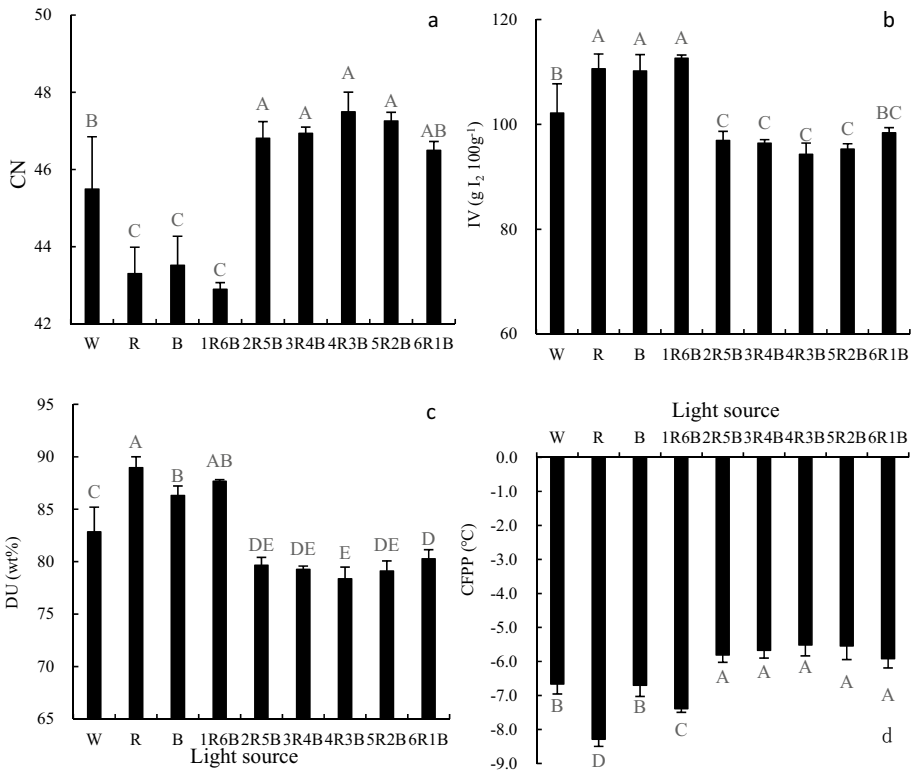 a
50
48
46
44
42
CN
B
C
C
C
A
A
A
A
AB
W R B 1R6B 2R5B 3R4B 4R3B 5R2B 6R1B
b
120
100
80
60
IV (g I₂ 100g⁻¹)
B
A
A
A
C
C
C
C
BC
W R B 1R6B 2R5B 3R4B 4R3B 5R2B 6R1B
c
95
90
85
80
75
70
65
DU (wt%)
C
A
B
AB
DE
DE
E
DE
D
W R B 1R6B 2R5B 3R4B 4R3B 5R2B 6R1B
Light source
Light source
W R B 1R6B 2R5B 3R4B 4R3B 5R2B 6R1B
0.0
-1.0
-2.0
-3.0
-4.0
-5.0
-6.0
-7.0
-8.0
-9.0
CFPP (°C)
B
D
B
C
A
A
A
A
A
d